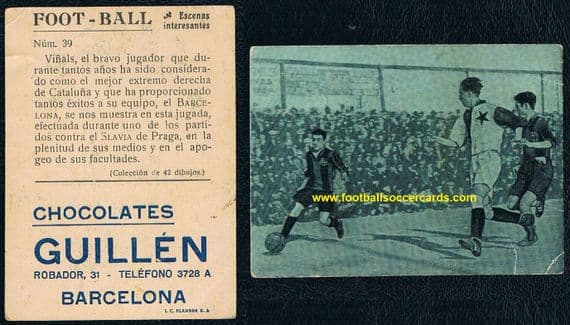 FOOT-BALL
Escenas
interesantes
Núm. 39
Viñals, el bravo jugador que du-
rante tantos años ha sido considera-
do como el mejor extremo derecha
de Cataluña y que ha proporcionado
tantos éxitos a su equipo, el BARCE-
LONA, se nos muestra en esta jugada,
efectuada durante uno de los parti-
dos contra el SLAVIA de Praga, en
la plenitud de sus medios y en el apo-
geo de sus facultades.
(Colección de 42 dibujos.)
CHOCOLATES
GUILLÉN
ROBADOR, 31 - TELÉFONO 3728 A
BARCELONA
I. C. FLAMMA S. A
www.footballsoccercards.com